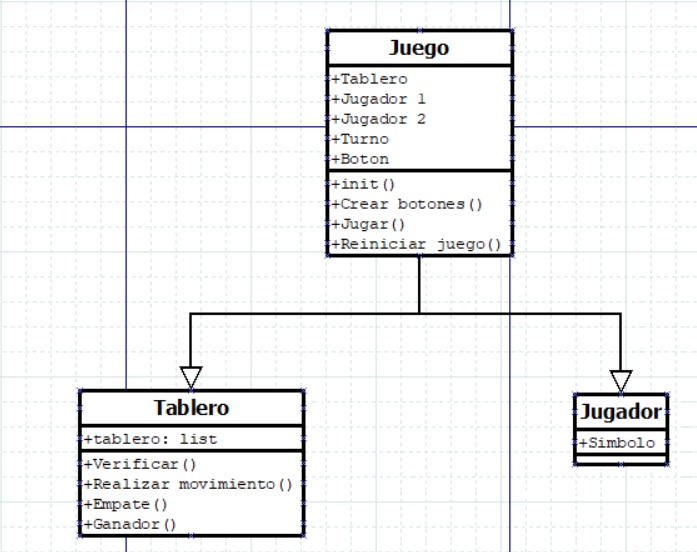 Juego
+Tablero
+Jugador 1
+Jugador 2
+Turno
+Boton
+init()
+Crear botones()
+Jugar()
+Reiniciar juego()
Tablero
+tablero: list
+Verificar()
+Realizar movimiento()
+Empate()
+Ganador()
Jugador
+Simbolo